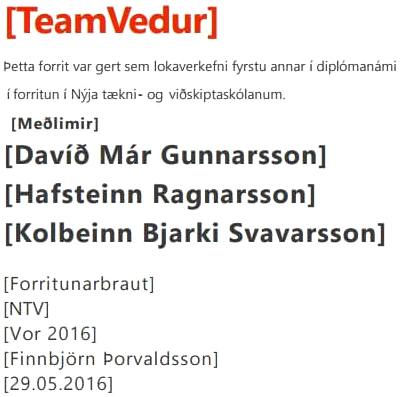 [TeamVedur]
Þetta forrit var gert sem lokaverkefni fyrstu annar í diplómanámi
í forritun í Nýja tækni- og viðskiptaskólanum.
[Meðlimir]
[Davíð Már Gunnarsson]
[Hafsteinn Ragnarsson]
[Kolbeinn Bjarki Svavarsson]
[Forritunarbraut]
[NTV]
[Vor 2016]
[Finnbjörn Þorvaldsson]
[29.05.2016]